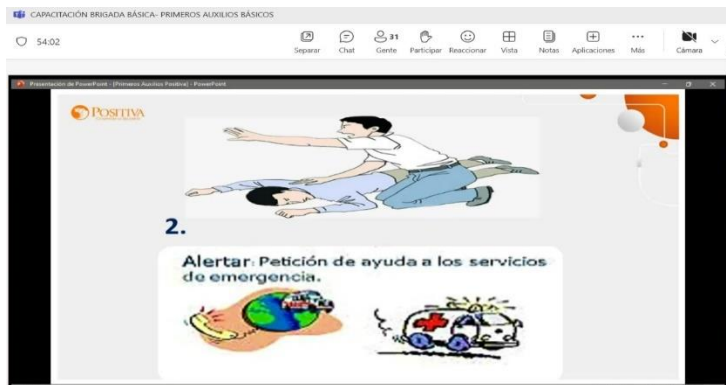 CAPACITACIÓN BRIGADA BÁSICA- PRIMEROS AUXILIOS BÁSICOS
54:02
Separar
Chat
31
Gente
Participar
Reaccionar
Vista
Notas
Aplicaciones
Más
Cámara
Presentación de PowerPoint - [Primeros Auxilios Positiva] - PowerPoint
POSITIVA
2.
Alertar: Petición de ayuda a los servicios
de emergencia.